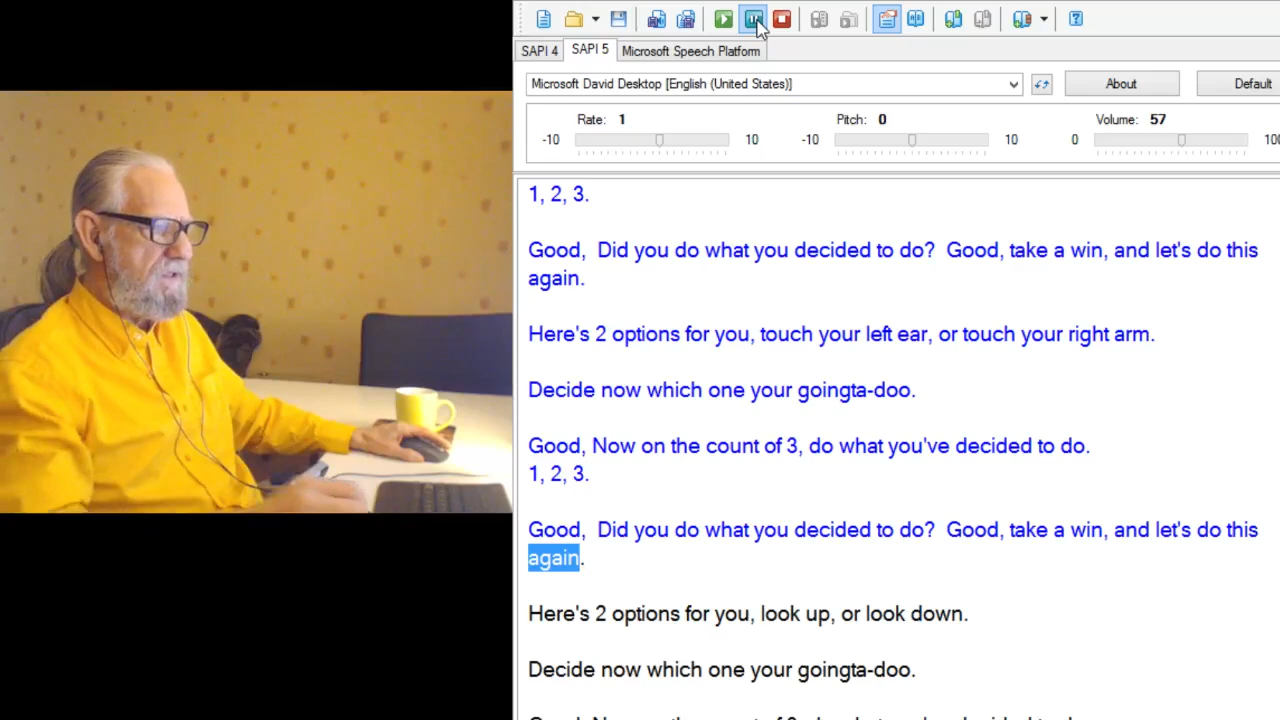 SAPI 4 SAPI 5 Microsoft Speech Platform
Microsoft David Desktop [English (United States)] About Default
Rate: 1 Pitch: 0 Volume: 57
-10 10 -10 10 0 100
1, 2, 3.
Good,  Did you do what you decided to do?  Good, take a win, and let's do this
again.
Here's 2 options for you, touch your left ear, or touch your right arm.
Decide now which one your goingta-doo.
Good, Now on the count of 3, do what you've decided to do.
1, 2, 3.
Good,  Did you do what you decided to do?  Good, take a win, and let's do this
again.
Here's 2 options for you, look up, or look down.
Decide now which one your goingta-doo.